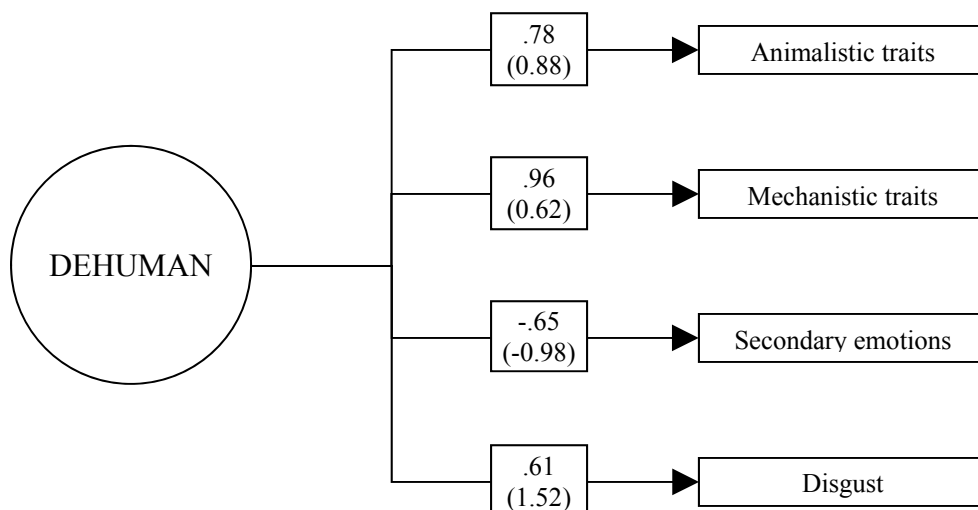 .78
(0.88)
Animalistic traits
.96
(0.62)
Mechanistic traits
DEHUMAN
-.65
(-0.98)
Secondary emotions
.61
(1.52)
Disgust